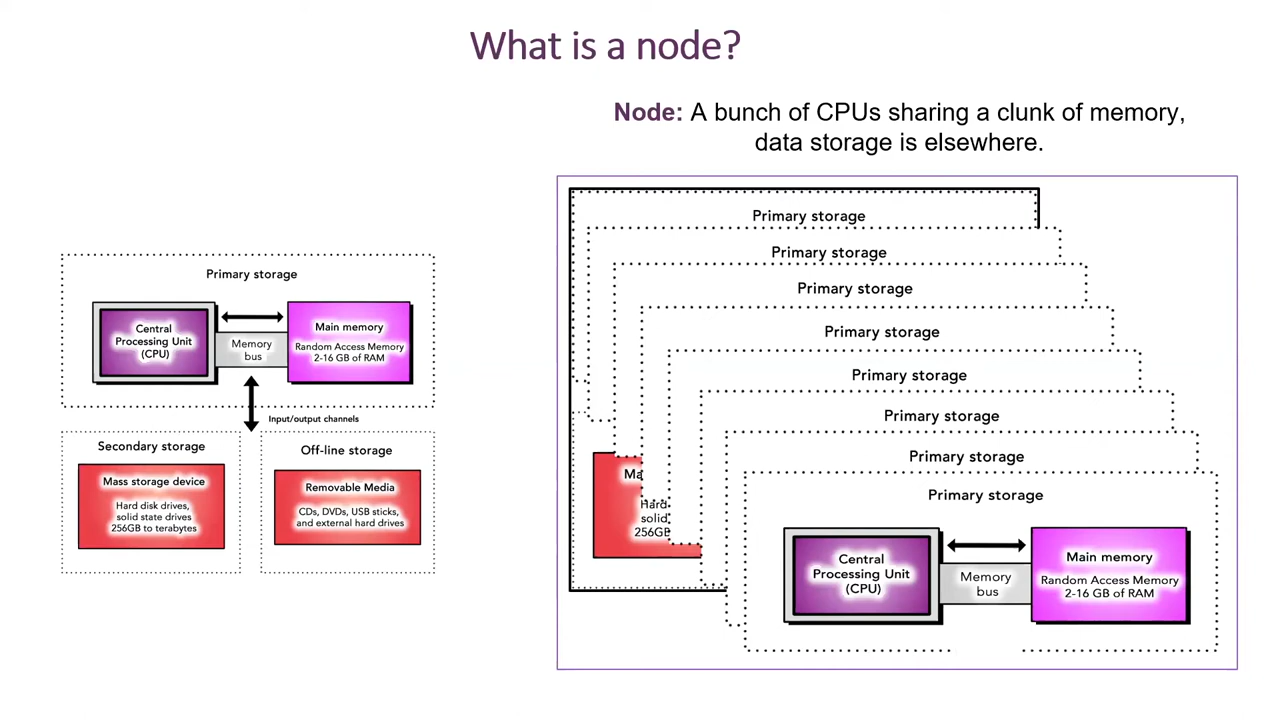 What is a node?
Node: A bunch of CPUs sharing a clunk of memory,
data storage is elsewhere.
Primary storage
Central
Processing Unit
(CPU)
Memory
bus
Main memory
Random Access Memory
2-16 GB of RAM
Input/output channels
Secondary storage
Mass storage device
Hard disk drives,
solid state drives
256GB to terabytes
Off-line storage
Removable Media
CDs, DVDs, USB sticks,
and external hard drives
Primary storage
Primary storage
Primary storage
Primary storage
Primary storage
Primary storage
Primary storage
Primary storage
Ma
Hard
solid
256GB
Central
Processing Unit
(CPU)
Memory
bus
Main memory
Random Access Memory
2-16 GB of RAM